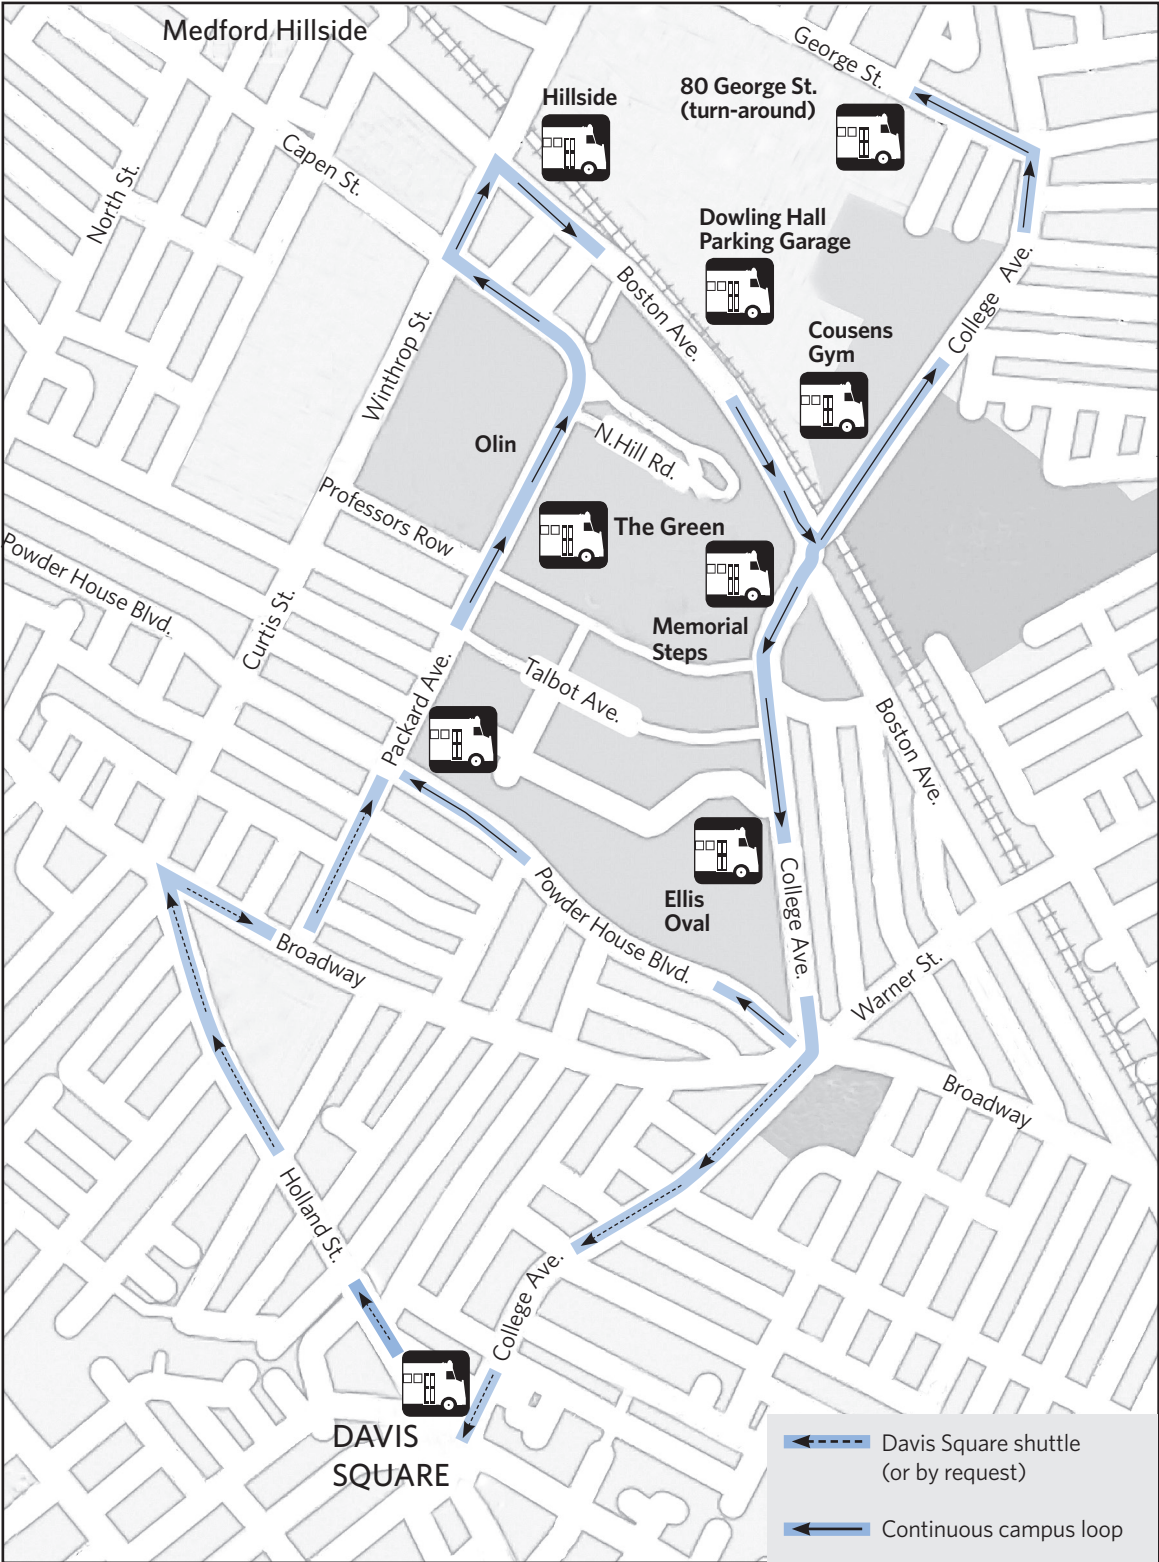 Medford Hillside
George St.
80 George St.
(turn-around)
Hillside
Capen St.
North St.
Dowling Hall
Parking Garage
Boston Ave.
College Ave.
Cousens
Gym
Winthrop St.
Olin
N.Hill Rd.
Professors Row
The Green
Powder House Blvd.
Curtis St.
Memorial
Steps
Packard Ave.
Talbot Ave.
Boston Ave.
Ellis
Oval
College Ave.
Powder House Blvd.
Broadway
Warner St.
Broadway
Holland St.
College Ave.
DAVIS
SQUARE
Davis Square shuttle
(or by request)
Continuous campus loop